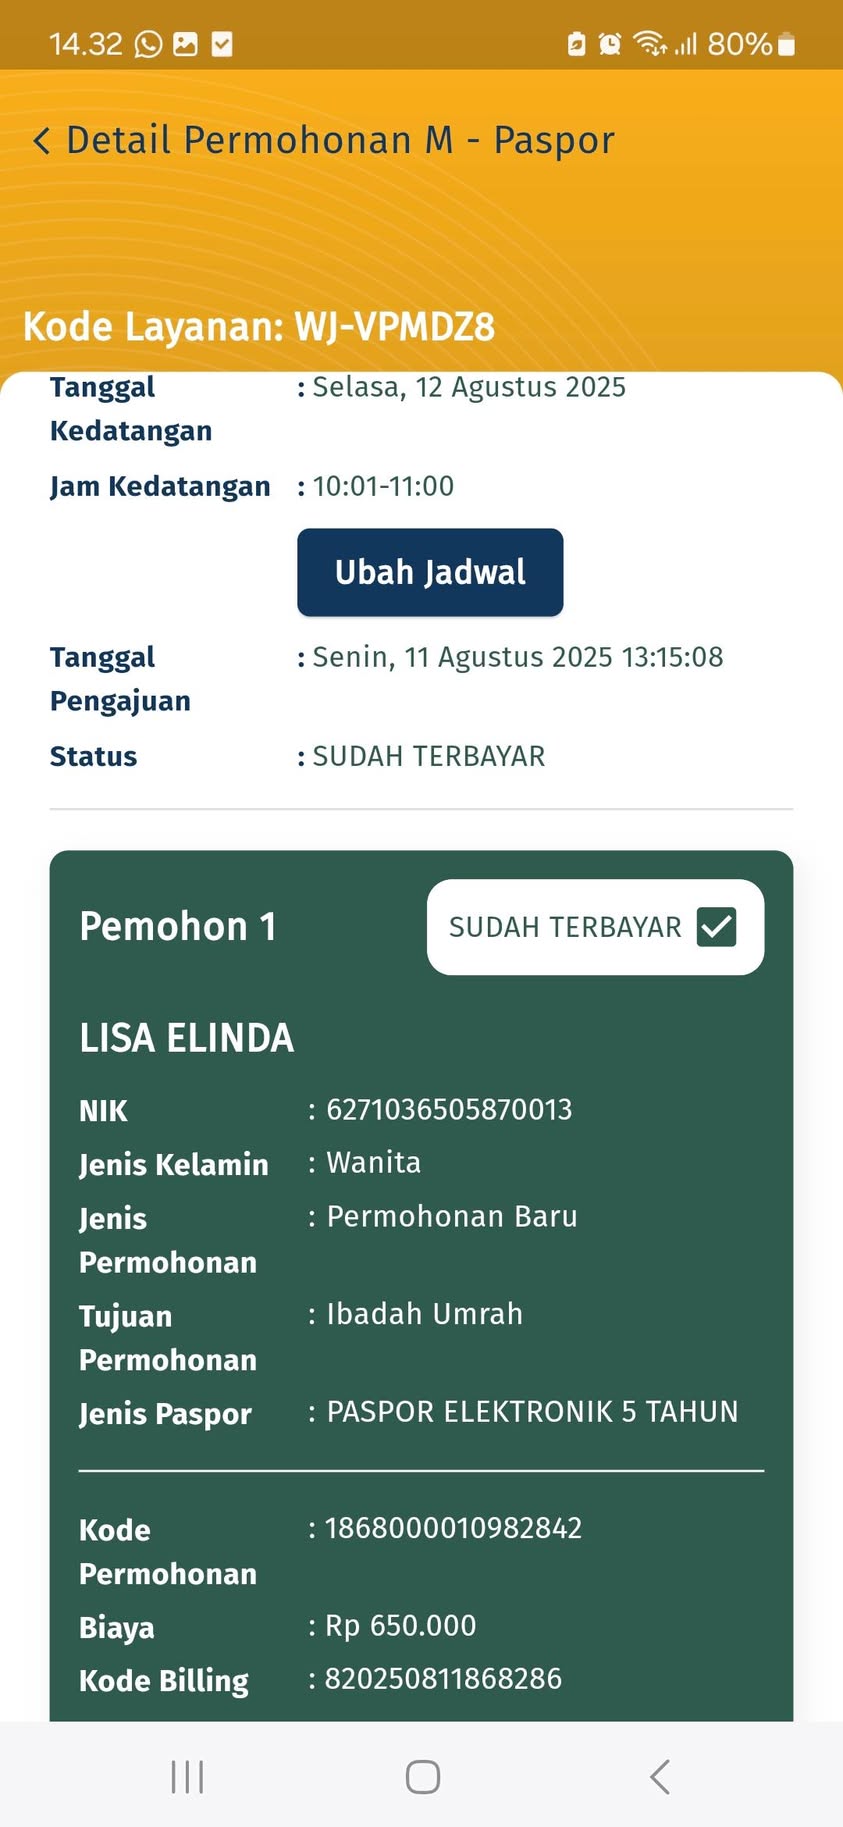 14.32
80%
Detail Permohonan M - Paspor
Kode Layanan: WJ-VPMDZ8
Tanggal Kedatangan : Selasa, 12 Agustus 2025
Jam Kedatangan : 10:01-11:00
Ubah Jadwal
Tanggal Pengajuan : Senin, 11 Agustus 2025 13:15:08
Status : SUDAH TERBAYAR
Pemohon 1
SUDAH TERBAYAR
LISA ELINDA
NIK : 6271036505870013
Jenis Kelamin : Wanita
Jenis Permohonan : Permohonan Baru
Tujuan Permohonan : Ibadah Umrah
Jenis Paspor : PASPOR ELEKTRONIK 5 TAHUN
Kode Permohonan : 1868000010982842
Biaya : Rp 650.000
Kode Billing : 820250811868286